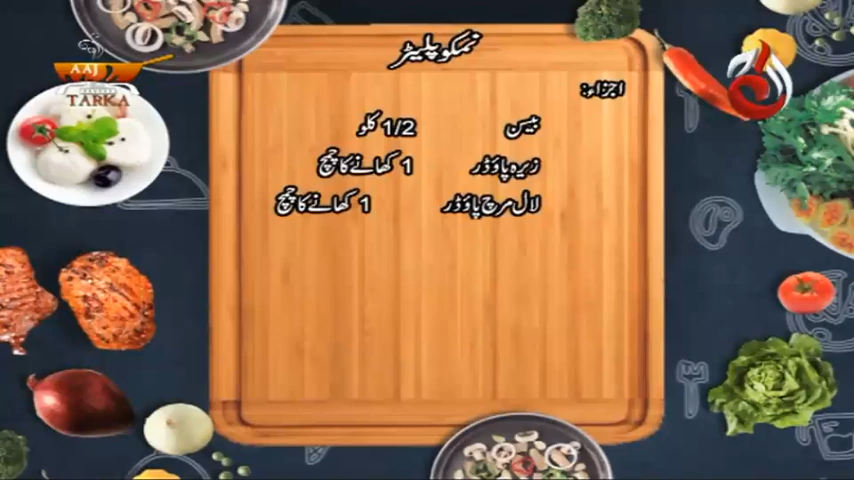 نمکو پلیٹر
AAJ
TARKA
اجزاء:
بیسن 1/2 کلو
زیرہ پاؤڈر 1 کھانے کا چمچ
لال مرچ پاؤڈر 1 کھانے کا چمچ